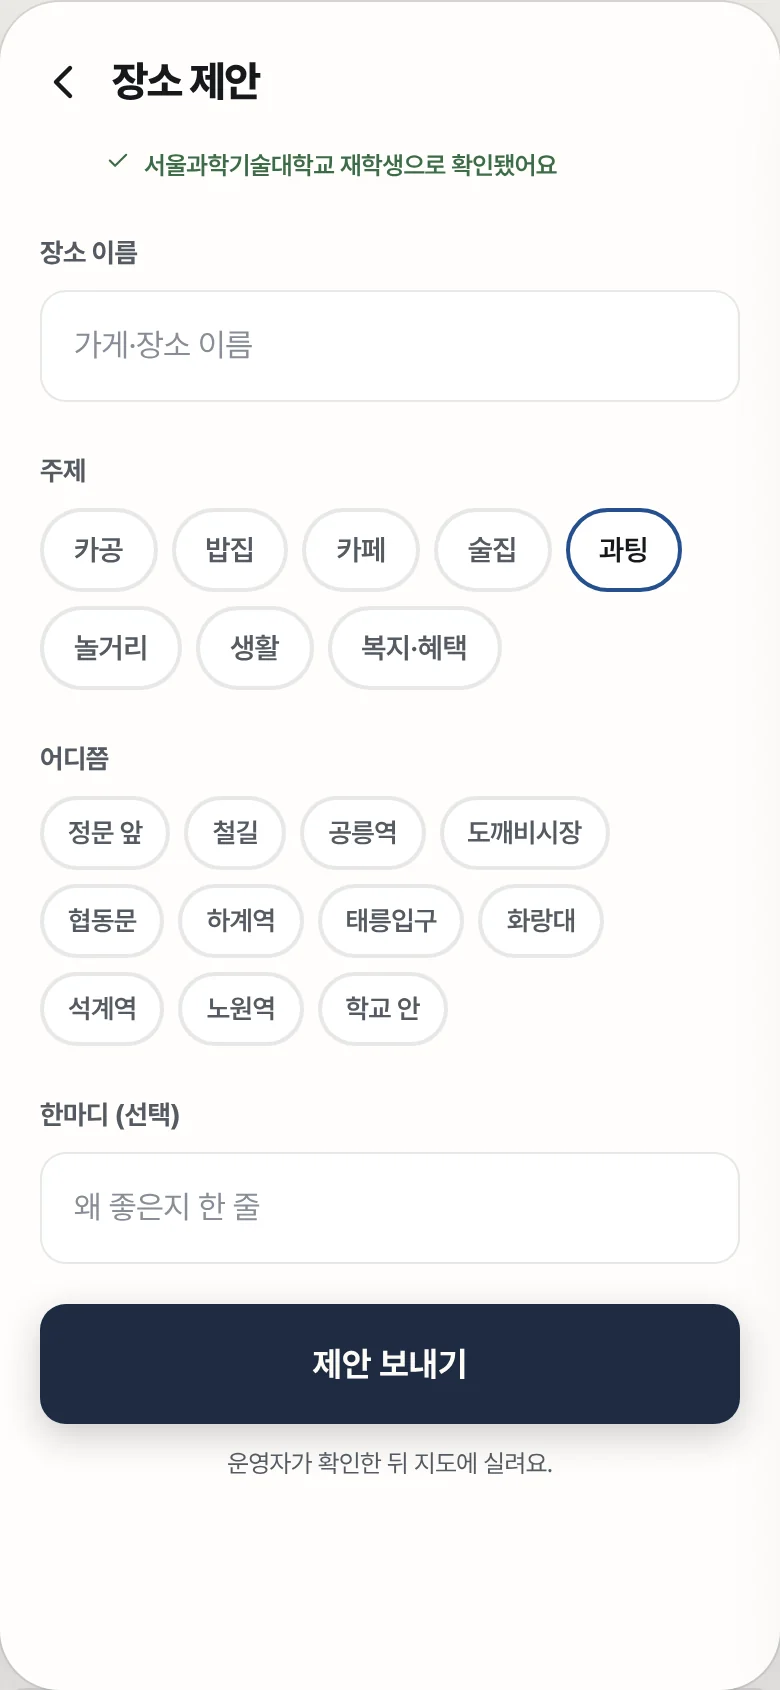 장소 제안
서울과학기술대학교 재학생으로 확인됐어요
장소 이름
가게·장소 이름
주제
카공 밥집 카페 술집 과팅
놀거리 생활 복지·혜택
어디쯤
정문 앞 철길 공릉역 도깨비시장
협동문 하계역 태릉입구 화랑대
석계역 노원역 학교 안
한마디 (선택)
왜 좋은지 한 줄
제안 보내기
운영자가 확인한 뒤 지도에 실려요.